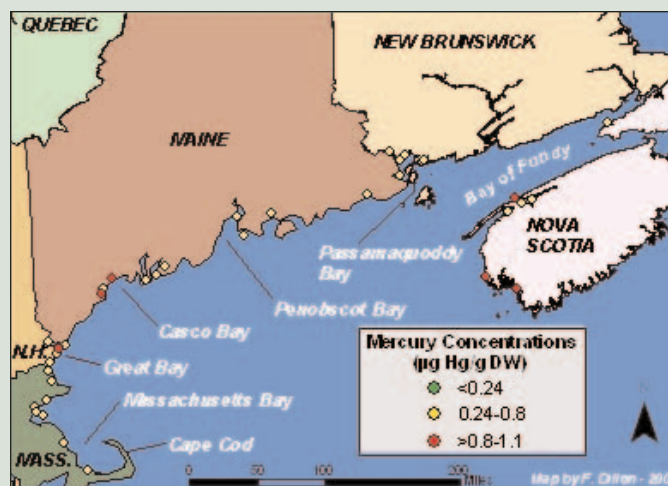 QUEBEC
NEW BRUNSWICK
MAINE
Bay of Fundy
NOVA
SCOTIA
Passamaquoddy
Bay
Penobscot Bay
Casco Bay
N.H.
Great Bay
Massachusetts Bay
MASS.
Cape Cod
Mercury Concentrations
(µg Hg/g DW)
<0.24
0.24-0.8
>0.8-1.1
N
0 50 100 200
Miles
Map by F. Dillon -